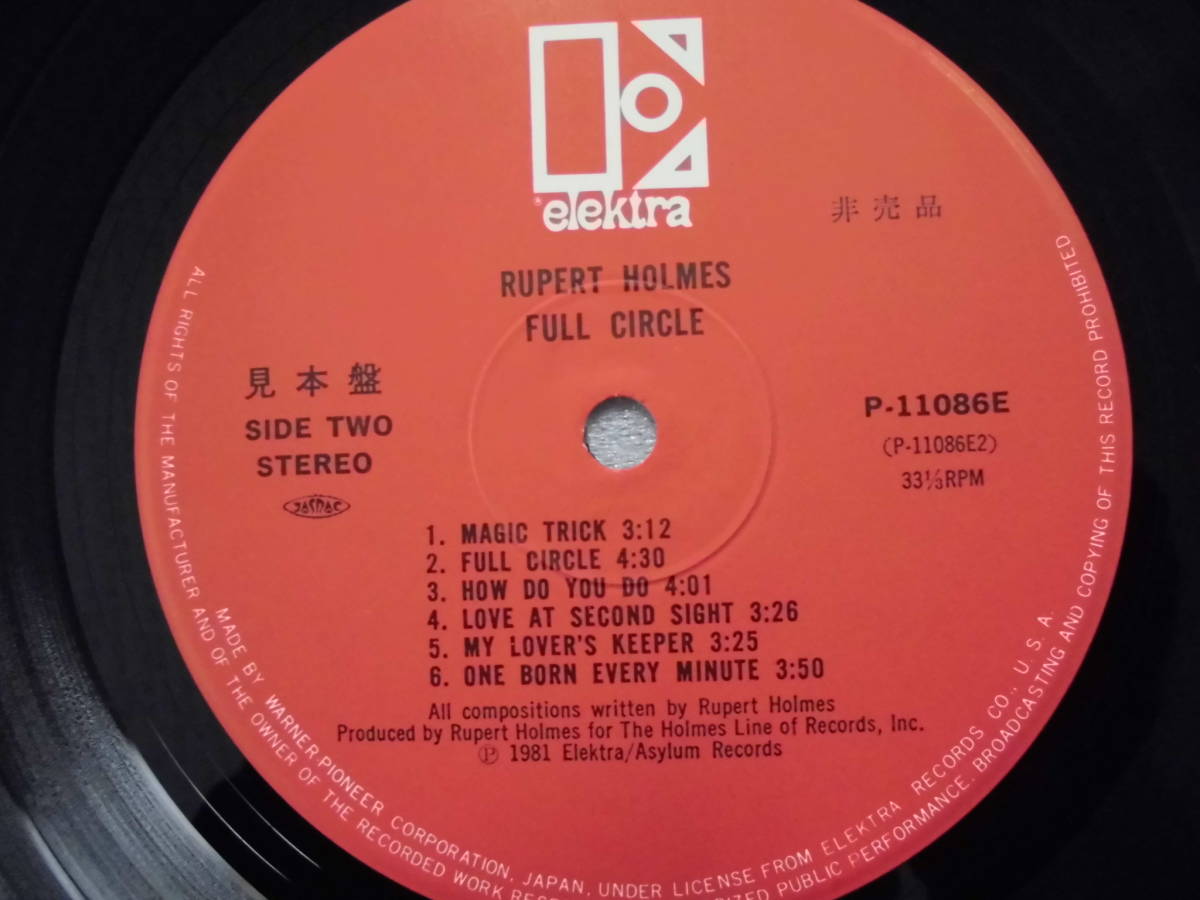 elektra
非売品
RUPERT HOLMES
FULL CIRCLE
見本盤
SIDE TWO
STEREO
JASRAC
P-11086E
(P-11086E2)
33⅓RPM
1. MAGIC TRICK 3:12
2. FULL CIRCLE 4:30
3. HOW DO YOU DO 4:01
4. LOVE AT SECOND SIGHT 3:26
5. MY LOVER'S KEEPER 3:25
6. ONE BORN EVERY MINUTE 3:50
All compositions written by Rupert Holmes
Produced by Rupert Holmes for The Holmes Line of Records, Inc.
Ⓟ 1981 Elektra/Asylum Records
MADE BY WARNER-PIONEER CORPORATION, JAPAN, UNDER LICENSE FROM ELEKTRA RECORDS CO., U. S. A.
ALL RIGHTS OF THE MANUFACTURER AND OF THE OWNER OF THE RECORDED WORK PUBLIC PERFORMANCE, BROADCASTING AND COPYING OF THIS RECORD PROHIBITED